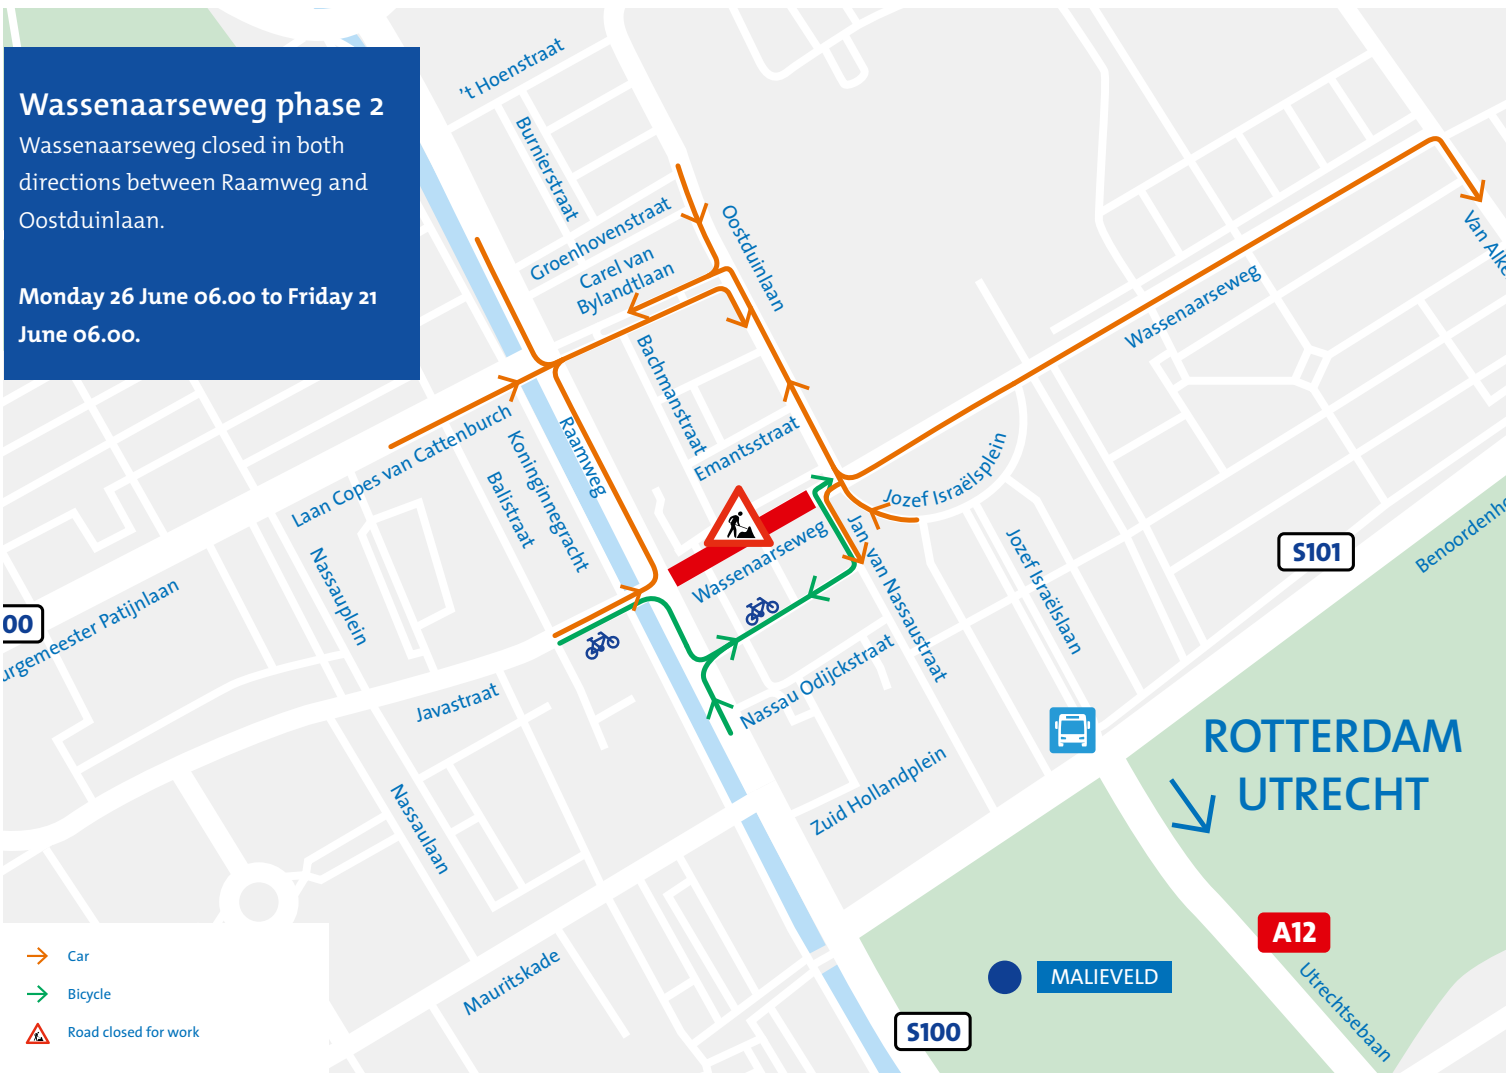 Wassenaarseweg phase 2
Wassenaarseweg closed in both
directions between Raamweg and
Oostduinlaan.
Monday 26 June 06.00 to Friday 21
June 06.00.
't Hoenstraat
Burnierstraat
Groenhovenstraat
Carel van
Bylandtlaan
Oostduinlaan
Van Alke
Wassenaarseweg
Bachmanstraat
Emantsstraat
Raamweg
Laan Copes van Cattenburch
Koninginnegracht
Balistraat
Jozef Israëlsplein
Wassenaarseweg
Jan van Nassaustraat
Jozef Israëlslaan
S101
Benoordenho
Nassauplein
00
urgemeester Patijnlaan
Javastraat
Nassau Odijckstraat
Zuid Hollandplein
ROTTERDAM
UTRECHT
Nassaulaan
Mauritskade
A12
MALIEVELD
Utrechtsebaan
S100
Car
Bicycle
Road closed for work